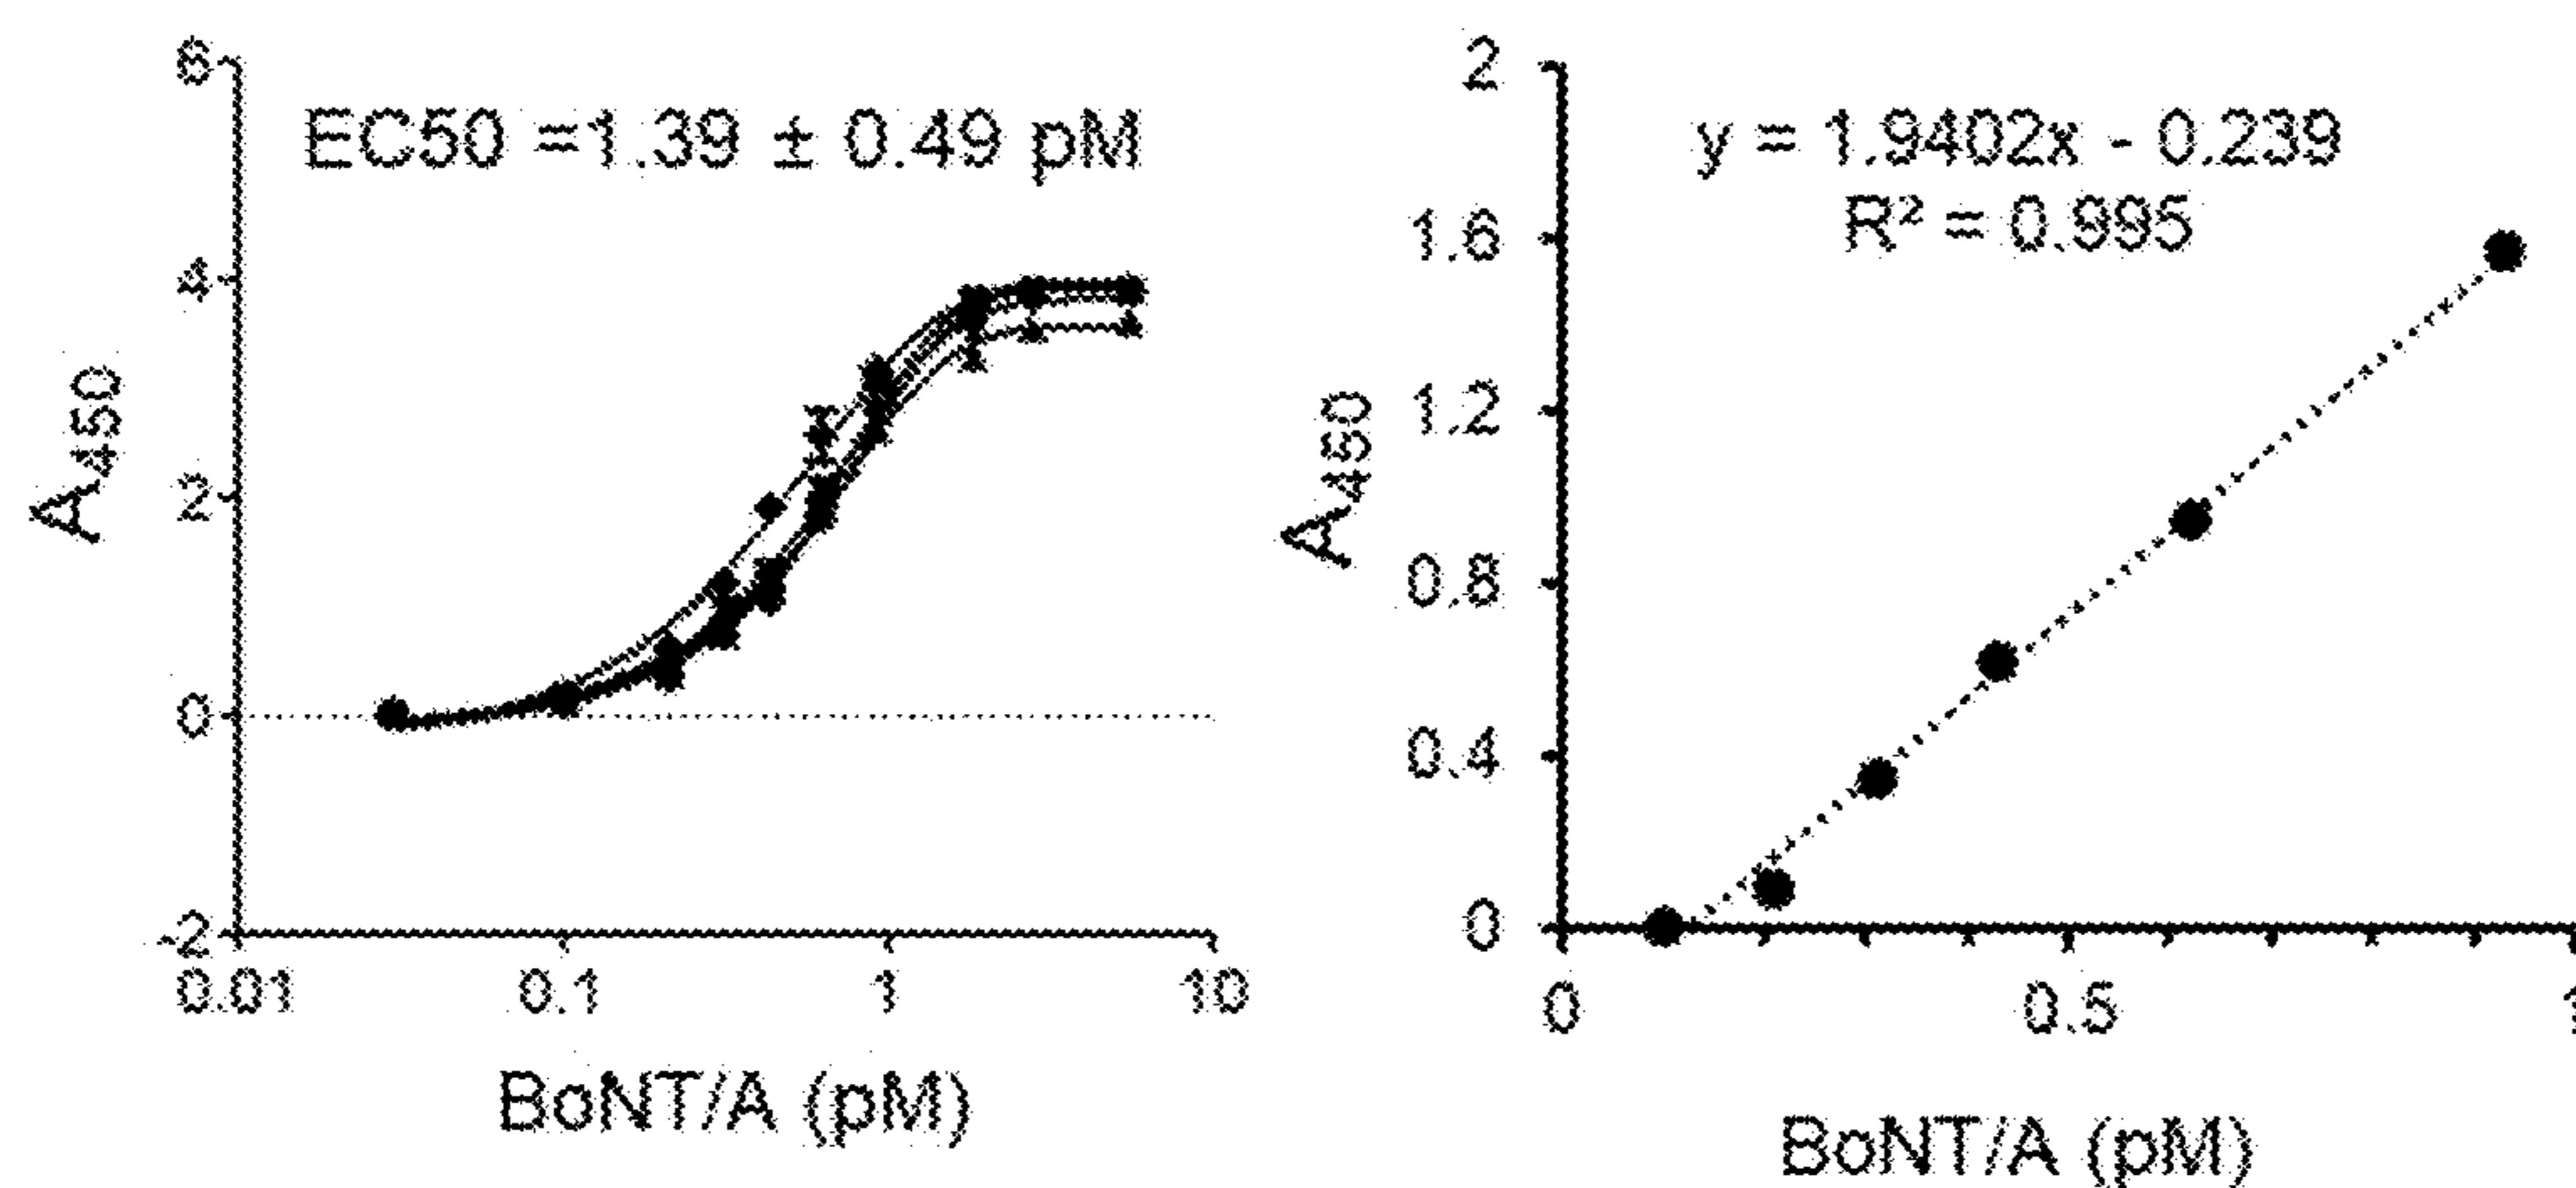 6
EC50 =1.39 ± 0.49 pM
4
2
0
-2
A450
0.01 0.1 1 10
BoNT/A (pM)
2
y = 1.9402x - 0.239
R² = 0.995
1.6
1.2
0.8
0.4
0
A450
0 0.5 1
BoNT/A (pM)